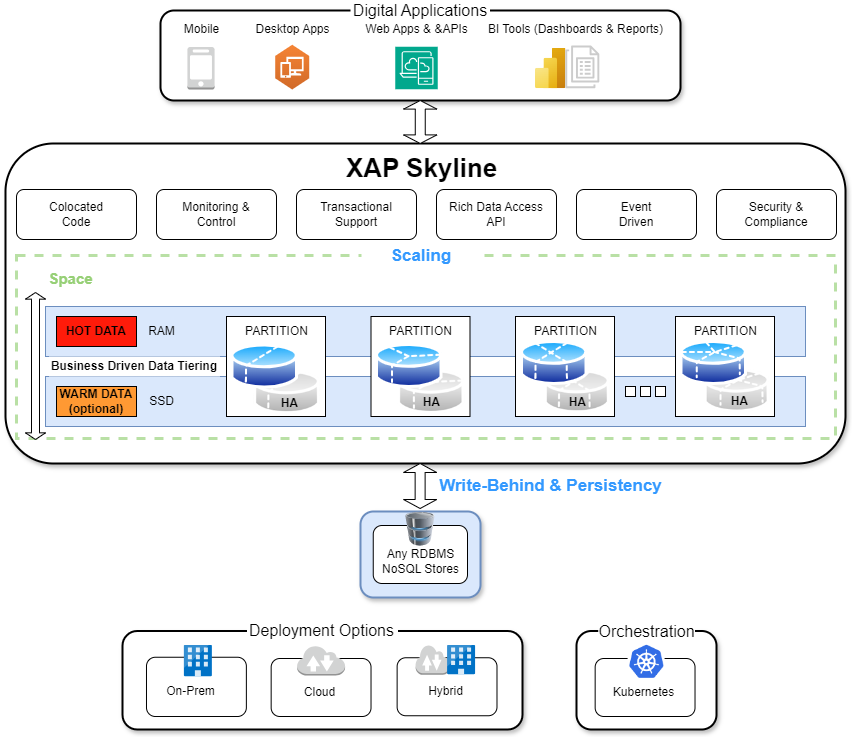 Digital Applications
Mobile
Desktop Apps
Web Apps & &APIs
BI Tools (Dashboards & Reports)
XAP Skyline
Colocated
Code
Monitoring &
Control
Transactional
Support
Rich Data Access
API
Event
Driven
Security &
Compliance
Scaling
Space
HOT DATA
RAM
PARTITION
PARTITION
PARTITION
PARTITION
Business Driven Data Tiering
WARM DATA
(optional)
SSD
HA
HA
HA
HA
Write-Behind & Persistency
Any RDBMS
NoSQL Stores
Deployment Options
On-Prem
Cloud
Hybrid
Orchestration
Kubernetes